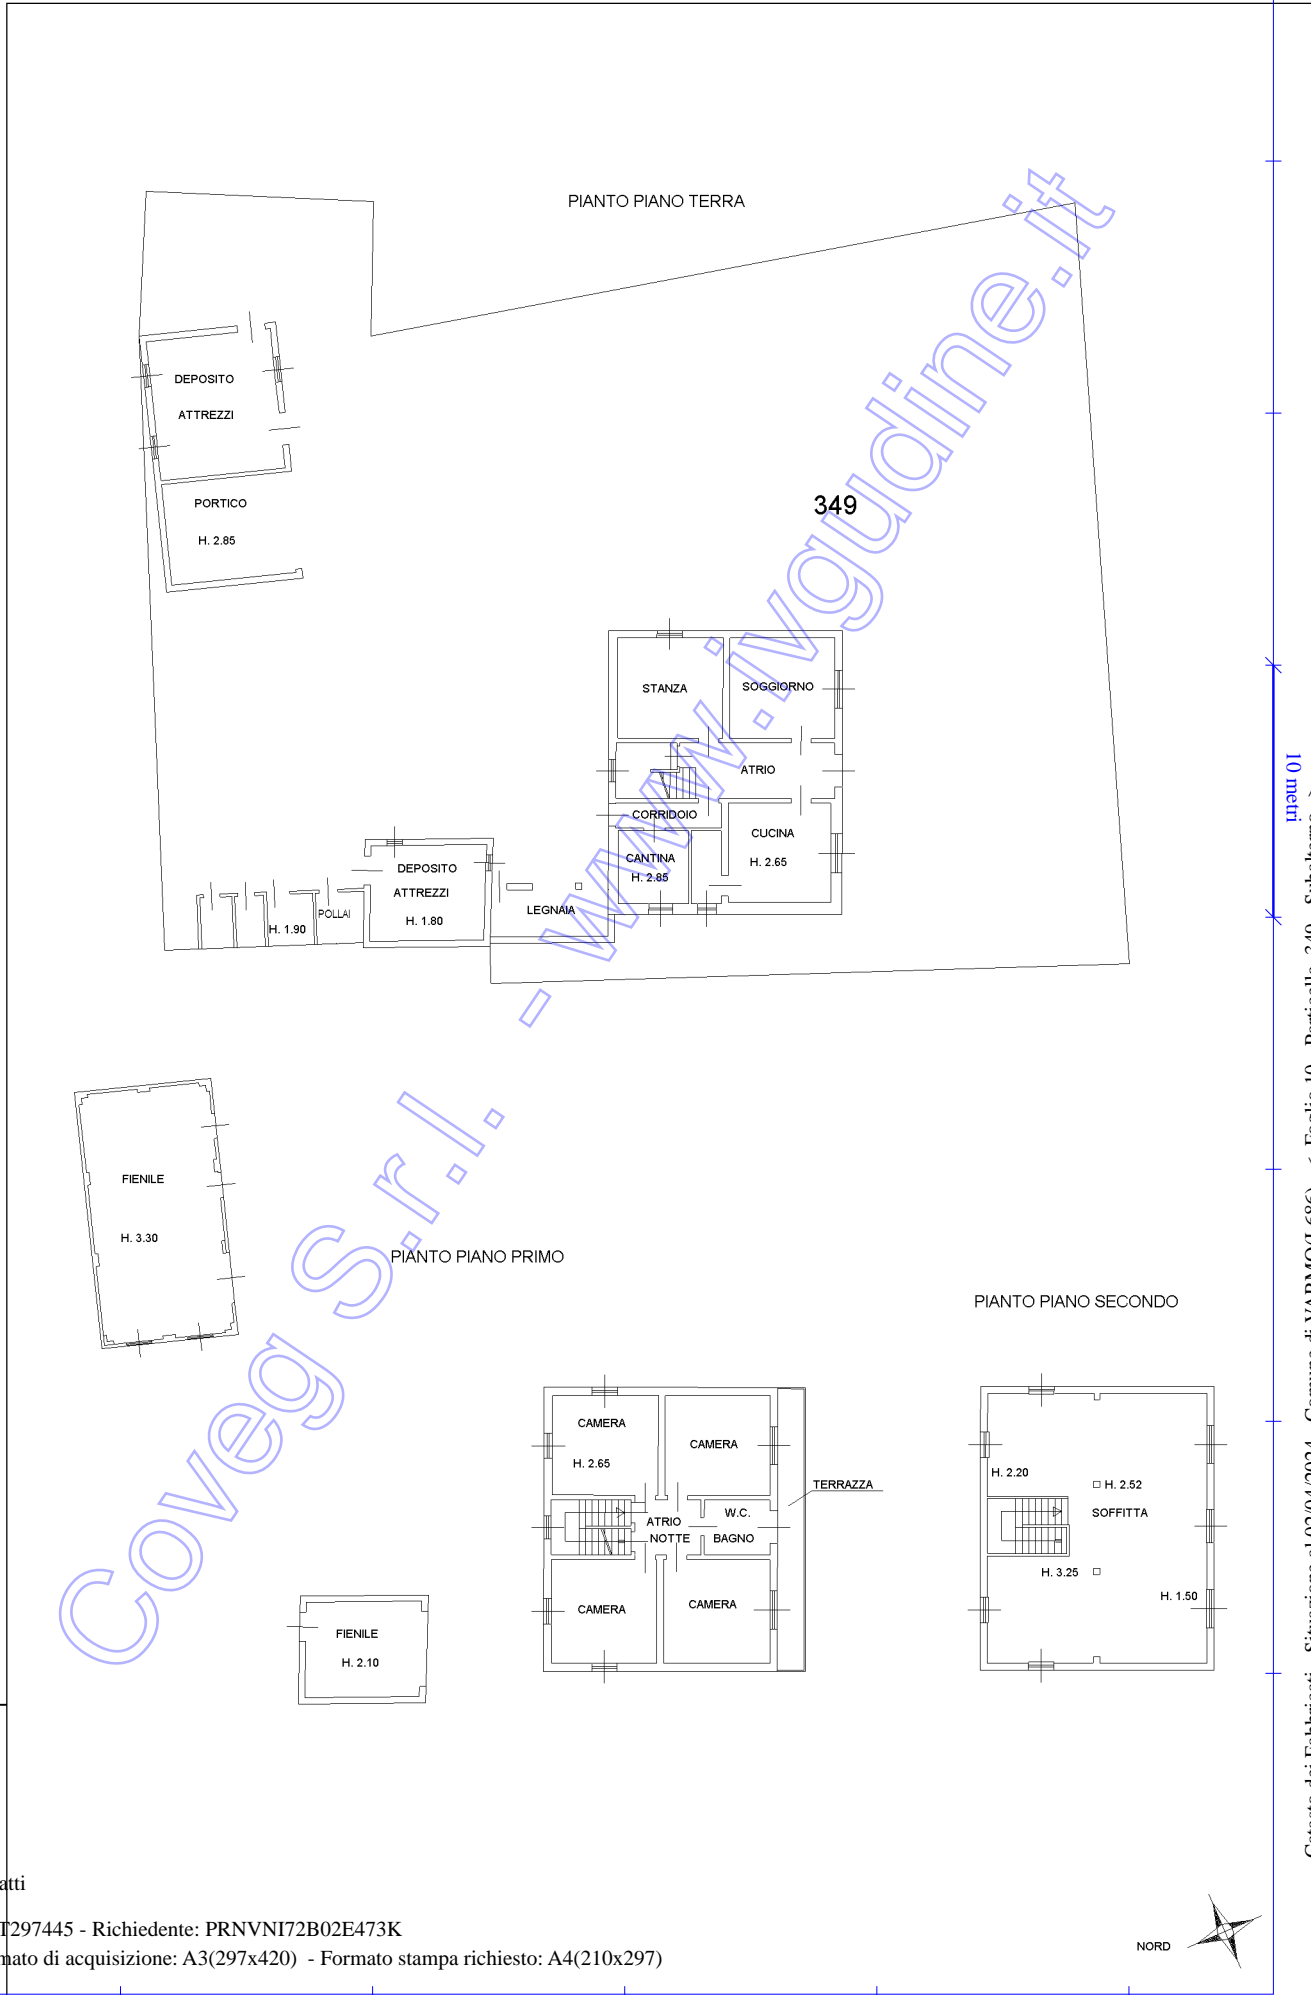 PIANTO PIANO TERRA
DEPOSITO
ATTREZZI
PORTICO
H. 2.85
349
STANZA
SOGGIORNO
ATRIO
CORRIDOIO
CUCINA
H. 2.65
CANTINA
H. 2.85
DEPOSITO
ATTREZZI
H. 1.80
LEGNAIA
POLLAI
H. 1.90
10 metri
FIENILE
H. 3.30
PIANTO PIANO PRIMO
PIANTO PIANO SECONDO
CAMERA
H. 2.65
CAMERA
TERRAZZA
W.C.
ATRIO
NOTTE
BAGNO
CAMERA
CAMERA
H. 2.20
H. 2.52
SOFFITTA
H. 3.25
H. 1.50
FIENILE
H. 2.10
Coveg S.r.l. - www.ivgudine.it
atti
T297445 - Richiedente: PRNVNI72B02E473K
mato di acquisizione: A3(297x420) - Formato stampa richiesto: A4(210x297)
NORD